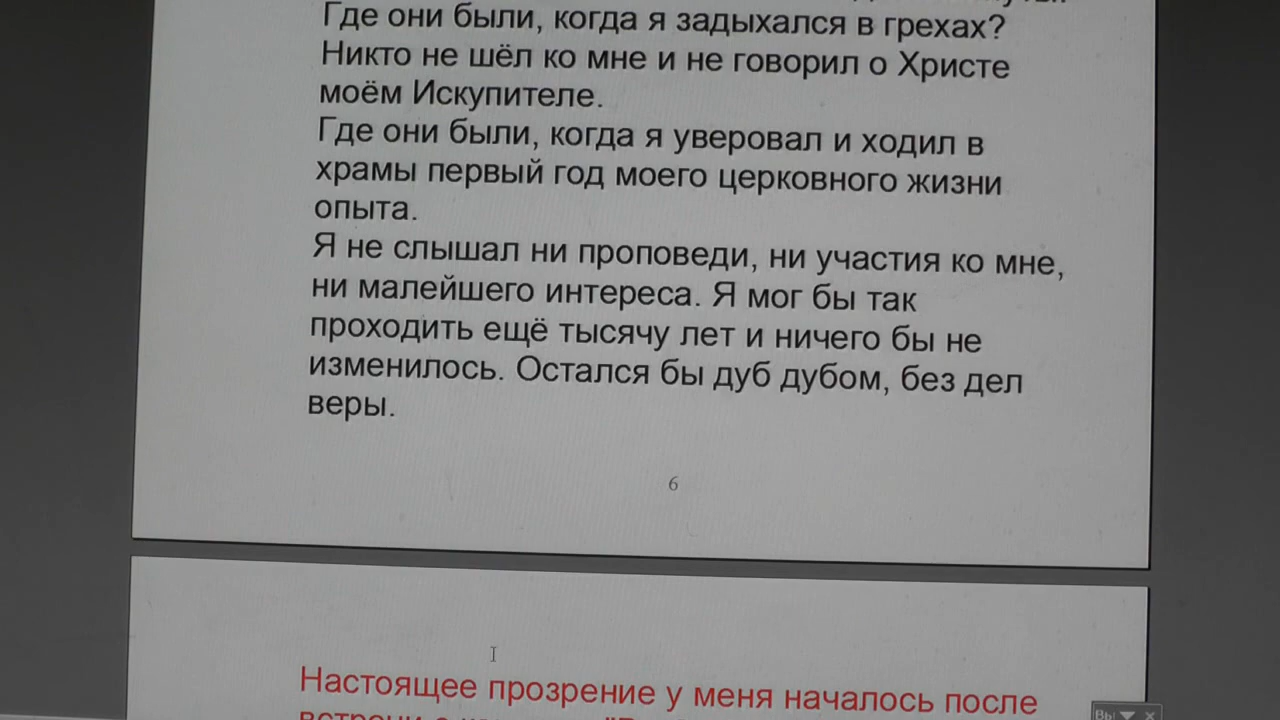 Где они были, когда я задыхался в грехах?
Никто не шёл ко мне и не говорил о Христе
моём Искупителе.
Где они были, когда я уверовал и ходил в
храмы первый год моего церковного жизни
опыта.
Я не слышал ни проповеди, ни участия ко мне,
ни малейшего интереса. Я мог бы так
проходить ещё тысячу лет и ничего бы не
изменилось. Остался бы дуб дубом, без дел
веры.
6
Настоящее прозрение у меня началось после